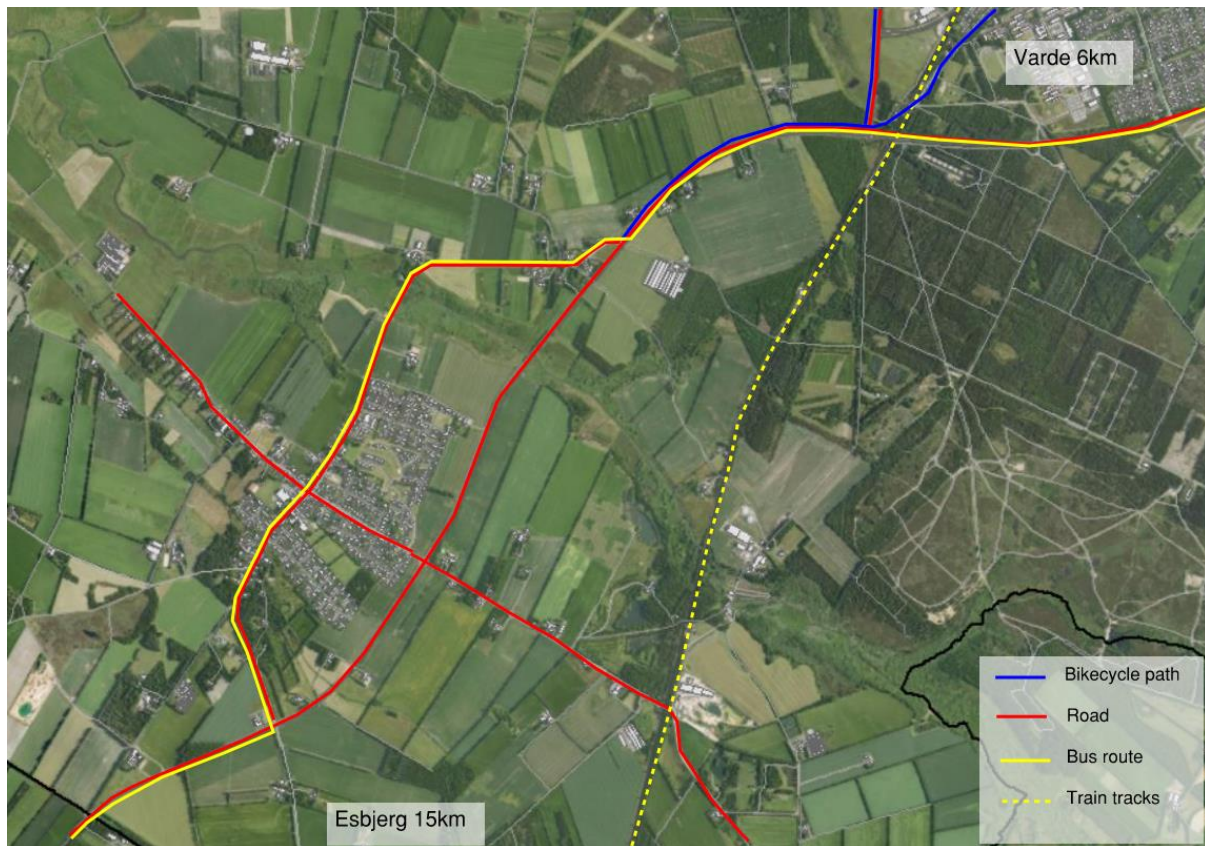 Varde 6km
Bikecycle path
Road
Bus route
Train tracks
Esbjerg 15km